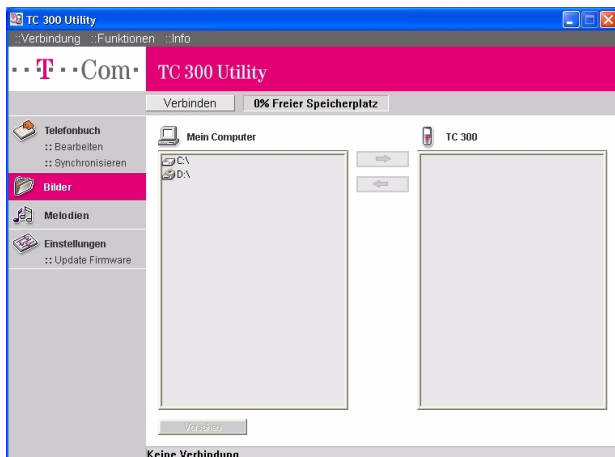 TC 300 Utility
::Verbindung ::Funktionen ::Info
T Com
TC 300 Utility
Verbinden
0% Freier Speicherplatz
Telefonbuch
:: Bearbeiten
:: Synchronisieren
Bilder
Melodien
Einstellungen
:: Update Firmware
Mein Computer
C:\
D:\
TC 300
Vorschau
Keine Verbindung